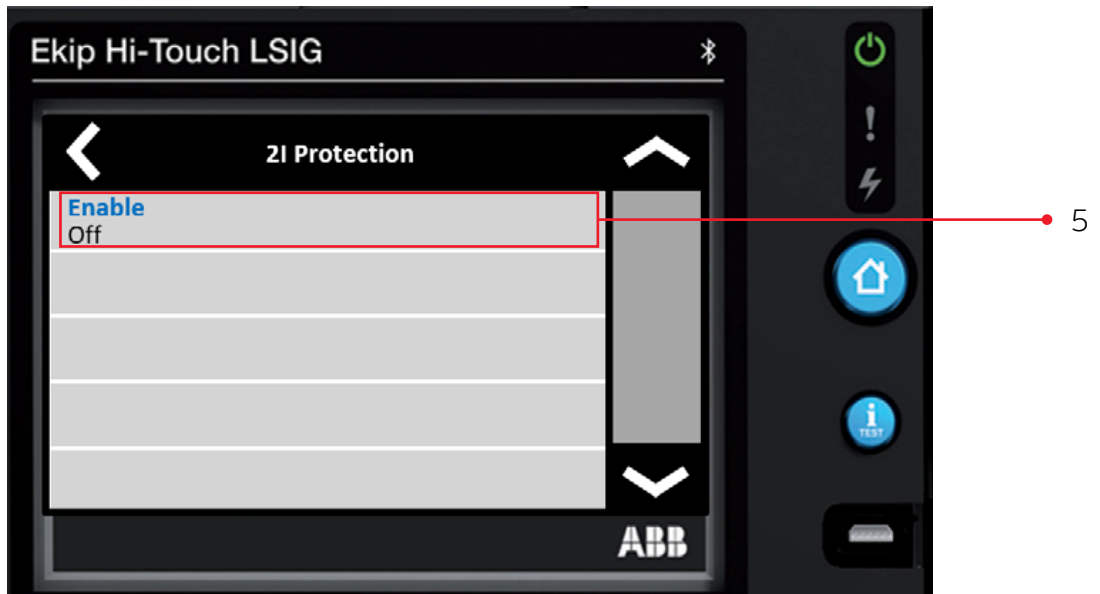 Ekip Hi-Touch LSIG
2I Protection
Enable
Off
5
i
TEST
ABB